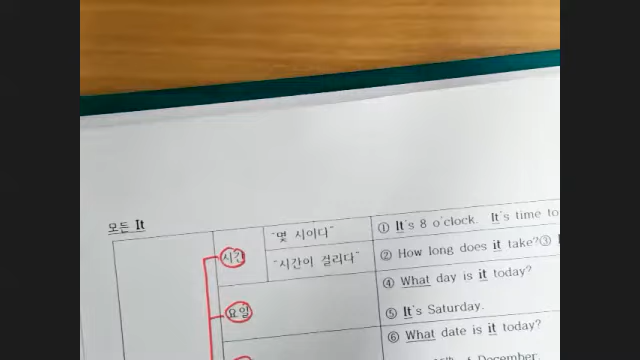 모든 It
시간
"몇 시이다"
① It's 8 o'clock. It's time to
"시간이 걸리다"
② How long does it take?③
요일
④ What day is it today?
⑤ It's Saturday.
⑥ What date is it today?
December.